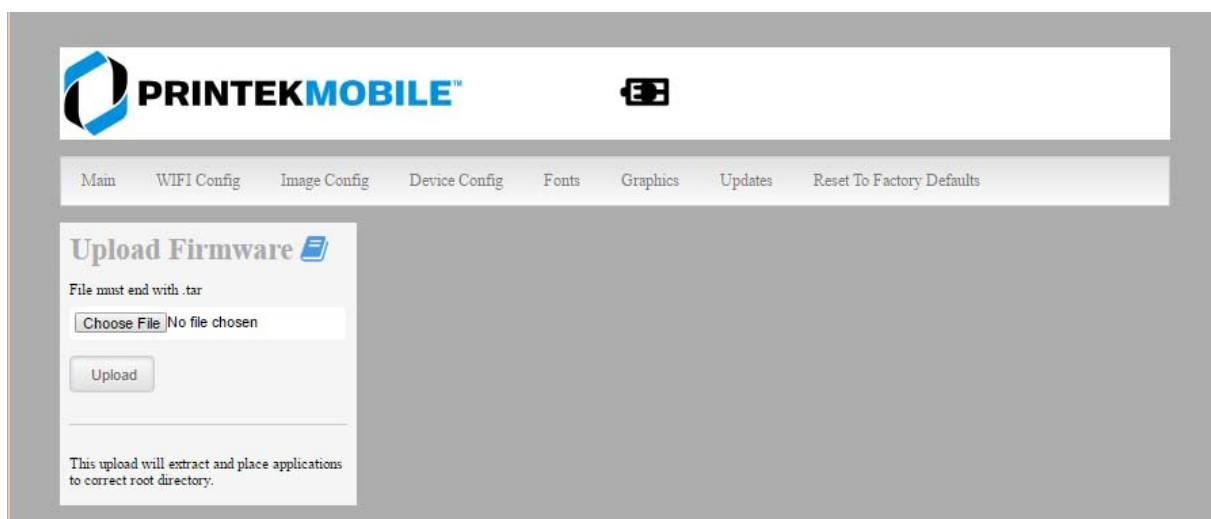 PRINTEKMOBILE™
Main WIFI Config Image Config Device Config Fonts Graphics Updates Reset To Factory Defaults
Upload Firmware
File must end with .tar
Choose File No file chosen
Upload
This upload will extract and place applications
to correct root directory.